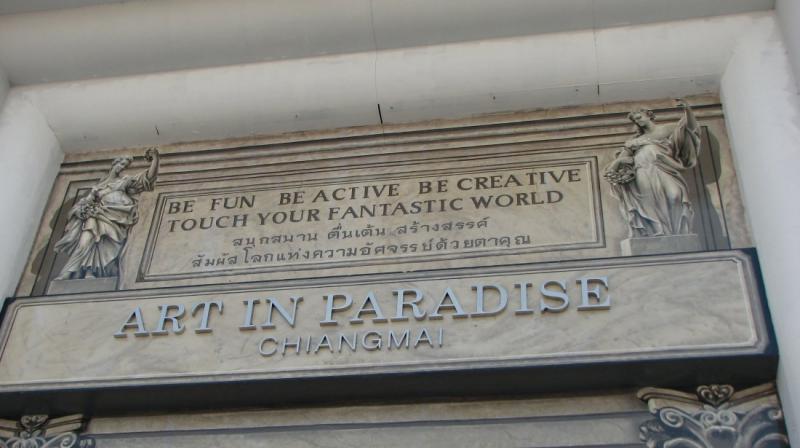 BE FUN BE ACTIVE BE CREATIVE
TOUCH YOUR FANTASTIC WORLD
สนุกสนาน ตื่นเต้น สร้างสรรค์
สัมผัสโลกแห่งความอัศจรรย์ด้วยตาคุณ
ART IN PARADISE
CHIANGMAI